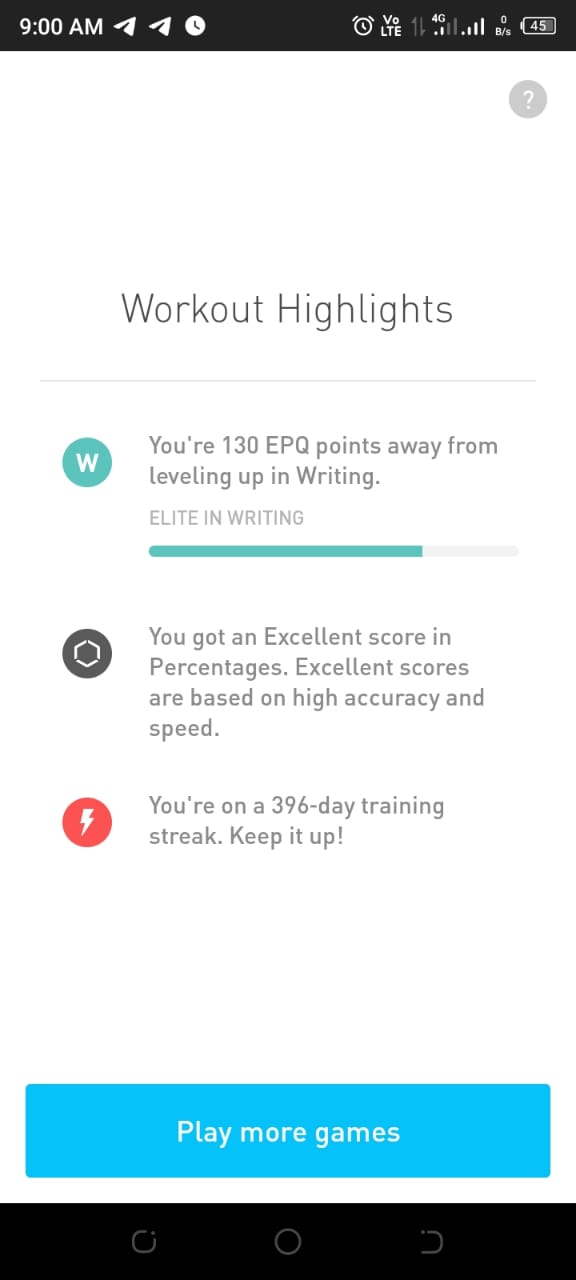 9:00 AM
Vo LTE 4G 0 B/s 45
?
Workout Highlights
W
You're 130 EPQ points away from
leveling up in Writing.
ELITE IN WRITING
You got an Excellent score in
Percentages. Excellent scores
are based on high accuracy and
speed.
You're on a 396-day training
streak. Keep it up!
Play more games